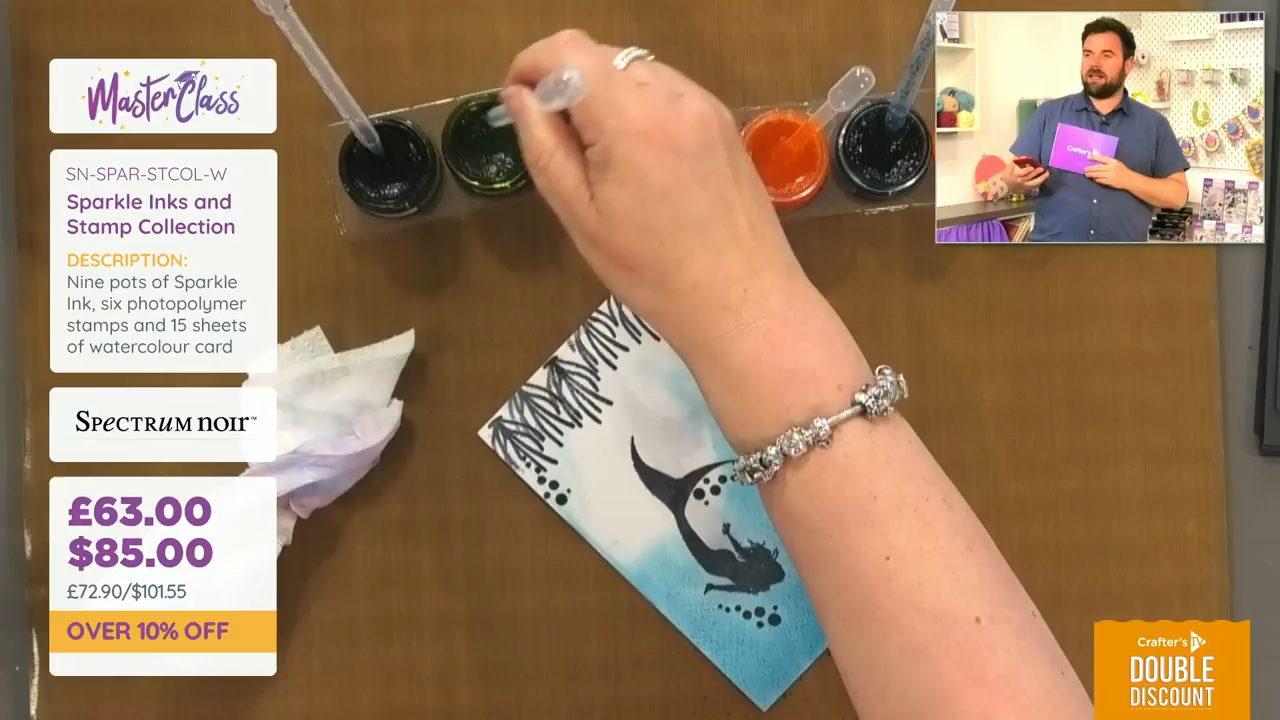 MasterClass
SN-SPAR-STCOL-W
Sparkle Inks and
Stamp Collection
DESCRIPTION:
Nine pots of Sparkle
Ink, six photopolymer
stamps and 15 sheets
of watercolour card
SPECTRUM NOIR™
£63.00
$85.00
£72.90/$101.55
OVER 10% OFF
Crafter's
Crafter's TV
DOUBLE
DISCOUNT